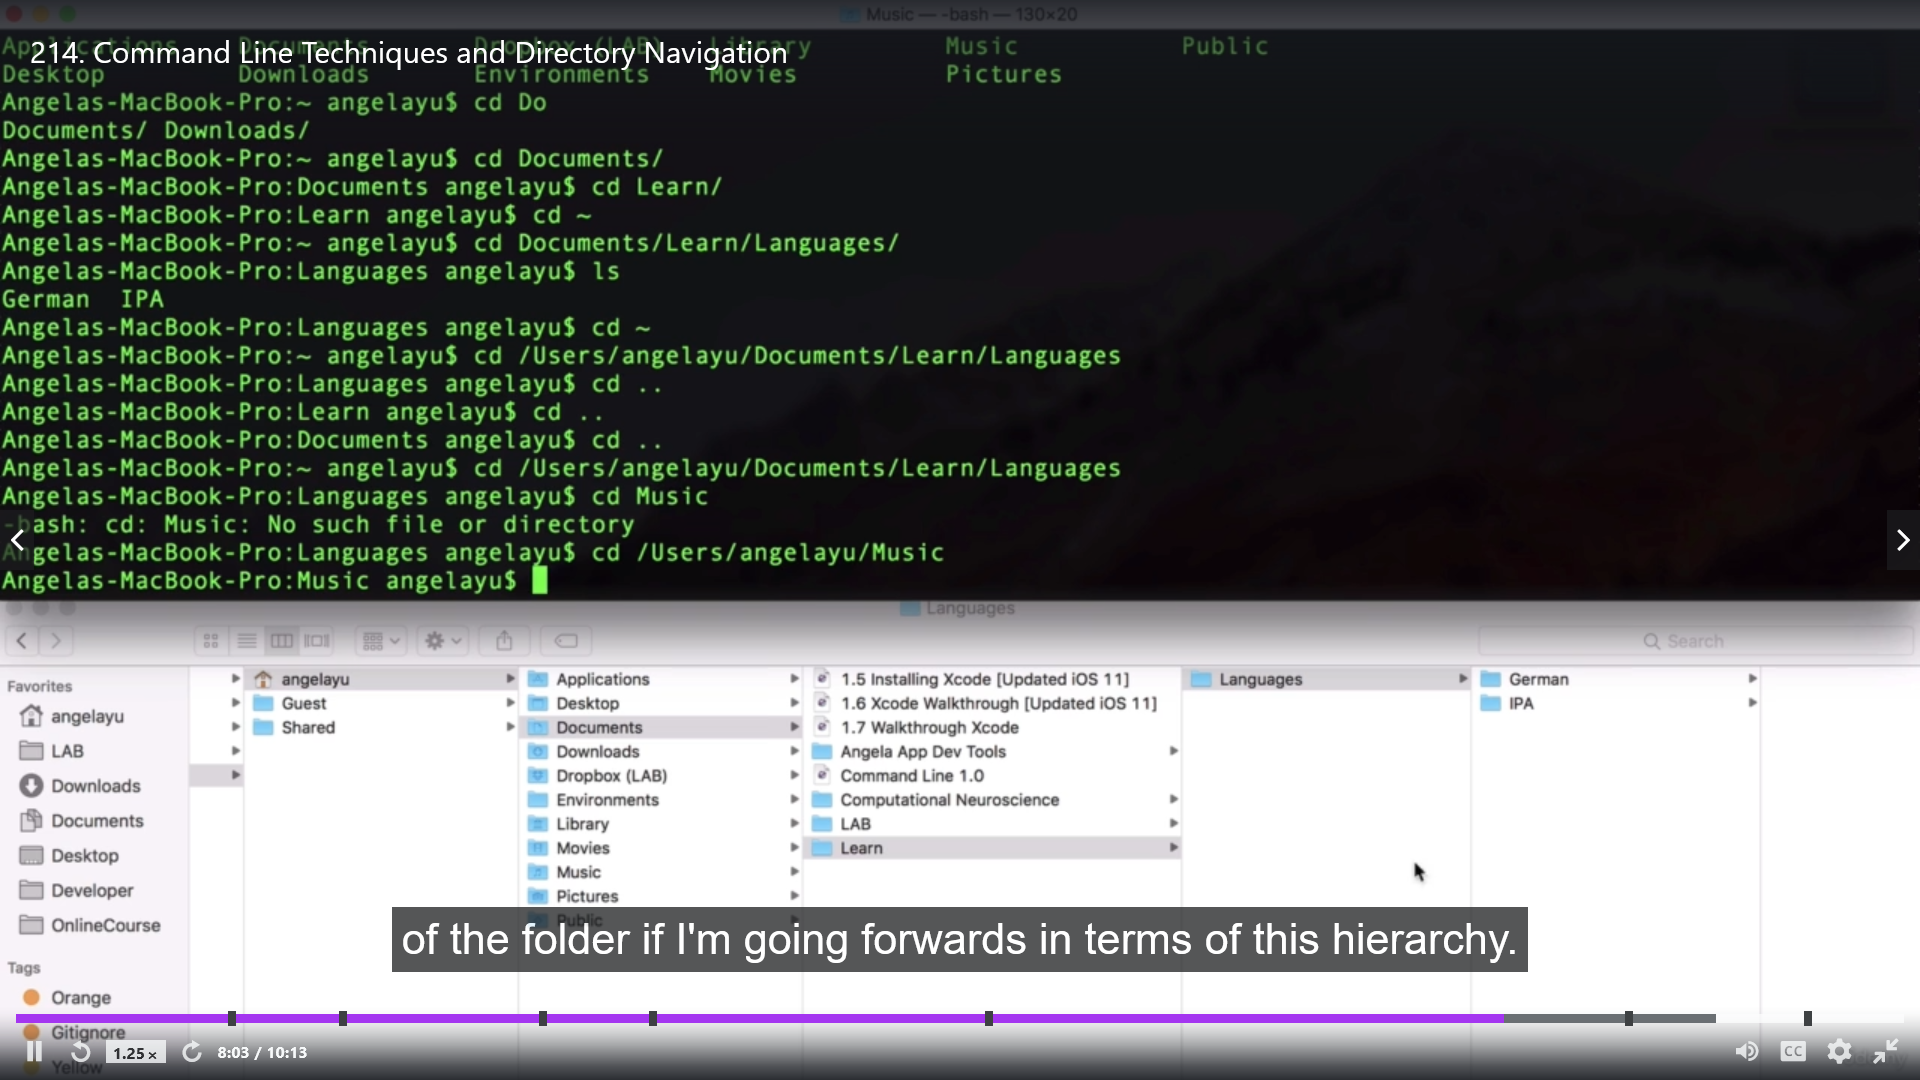 Music — -bash — 130×20
214. Command Line Techniques and Directory Navigation
Applications Documents Dropbox (LAB) Library Music Public
Desktop Downloads Environments Movies Pictures
Angelas-MacBook-Pro:~ angelayu$ cd Do
Documents/ Downloads/
Angelas-MacBook-Pro:~ angelayu$ cd Documents/
Angelas-MacBook-Pro:Documents angelayu$ cd Learn/
Angelas-MacBook-Pro:Learn angelayu$ cd ~
Angelas-MacBook-Pro:~ angelayu$ cd Documents/Learn/Languages/
Angelas-MacBook-Pro:Languages angelayu$ ls
German IPA
Angelas-MacBook-Pro:Languages angelayu$ cd ~
Angelas-MacBook-Pro:~ angelayu$ cd /Users/angelayu/Documents/Learn/Languages
Angelas-MacBook-Pro:Languages angelayu$ cd ..
Angelas-MacBook-Pro:Learn angelayu$ cd ..
Angelas-MacBook-Pro:Documents angelayu$ cd ..
Angelas-MacBook-Pro:~ angelayu$ cd /Users/angelayu/Documents/Learn/Languages
Angelas-MacBook-Pro:Languages angelayu$ cd Music
-bash: cd: Music: No such file or directory
Angelas-MacBook-Pro:Languages angelayu$ cd /Users/angelayu/Music
Angelas-MacBook-Pro:Music angelayu$
Languages
Search
Favorites
angelayu
LAB
Downloads
Documents
Desktop
Developer
OnlineCourse
Tags
Orange
Gitignore
Yellow
angelayu
Guest
Shared
Applications
Desktop
Documents
Downloads
Dropbox (LAB)
Environments
Library
Movies
Music
Pictures
Public
1.5 Installing Xcode [Updated iOS 11]
1.6 Xcode Walkthrough [Updated iOS 11]
1.7 Walkthrough Xcode
Angela App Dev Tools
Command Line 1.0
Computational Neuroscience
LAB
Learn
Languages
German
IPA
of the folder if I'm going forwards in terms of this hierarchy.
1.25×
8:03 / 10:13
CC